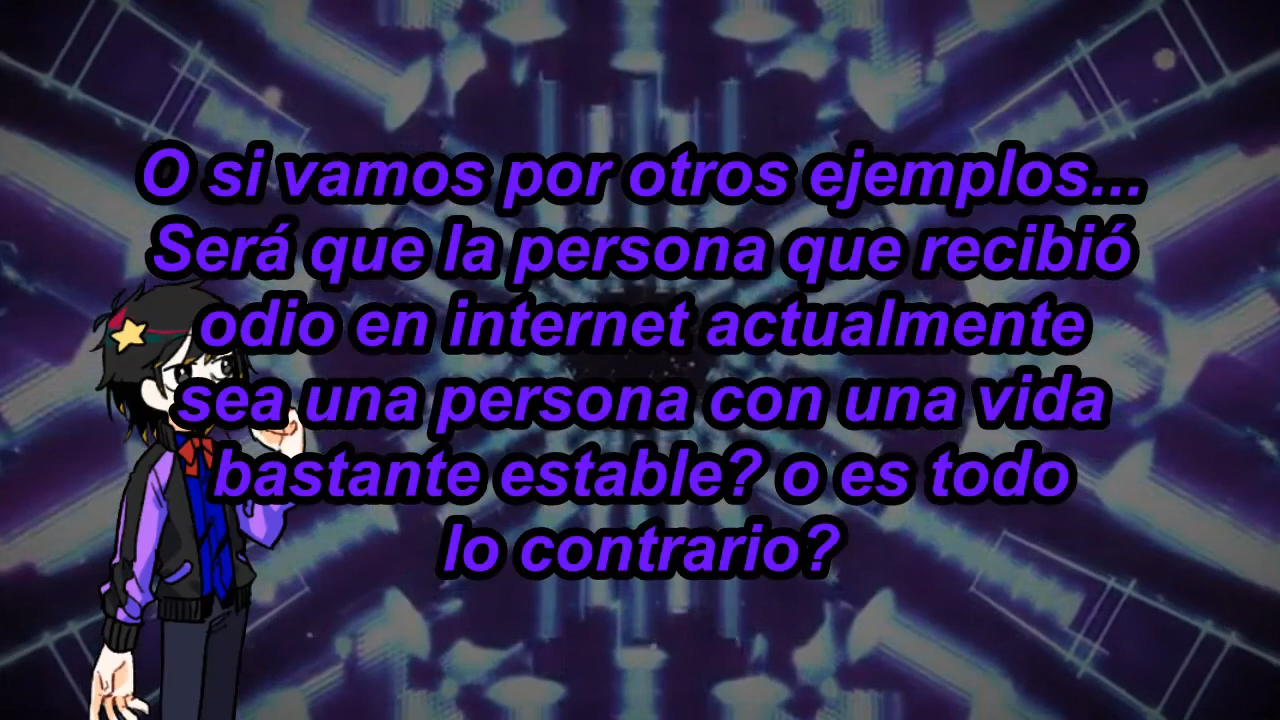 O si vamos por otros ejemplos...
Será que la persona que recibió
odio en internet actualmente
sea una persona con una vida
bastante estable? o es todo
lo contrario?